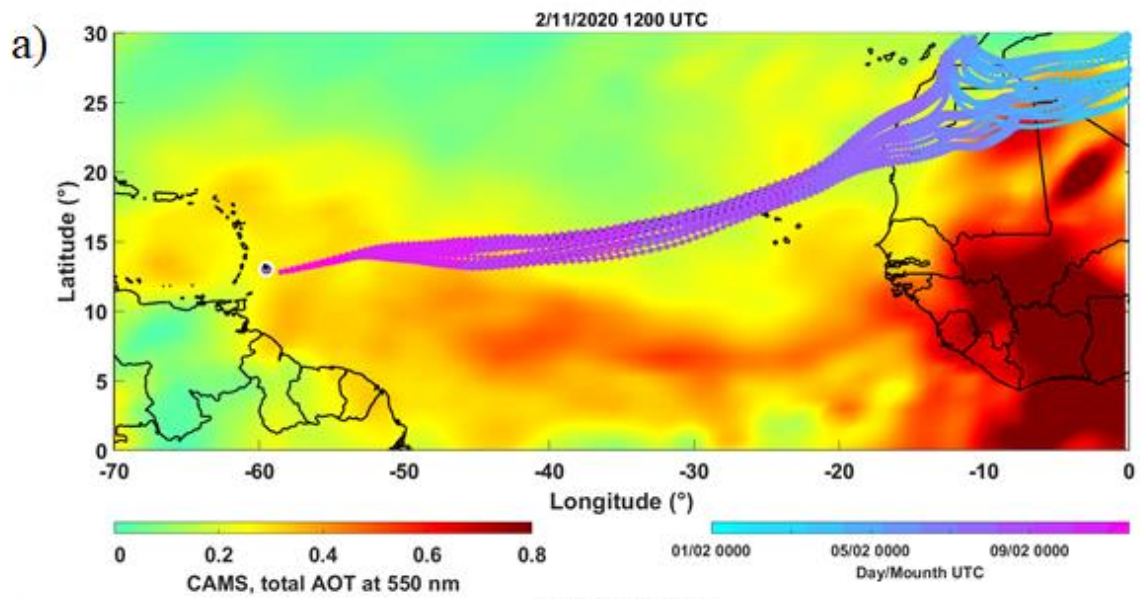 a)
2/11/2020 1200 UTC
30
25
20
15
10
5
0
Latitude (°)
-70 -60 -50 -40 -30 -20 -10 0
Longitude (°)
0 0.2 0.4 0.6 0.8
CAMS, total AOT at 550 nm
01/02 0000 05/02 0000 09/02 0000
Day/Mounth UTC